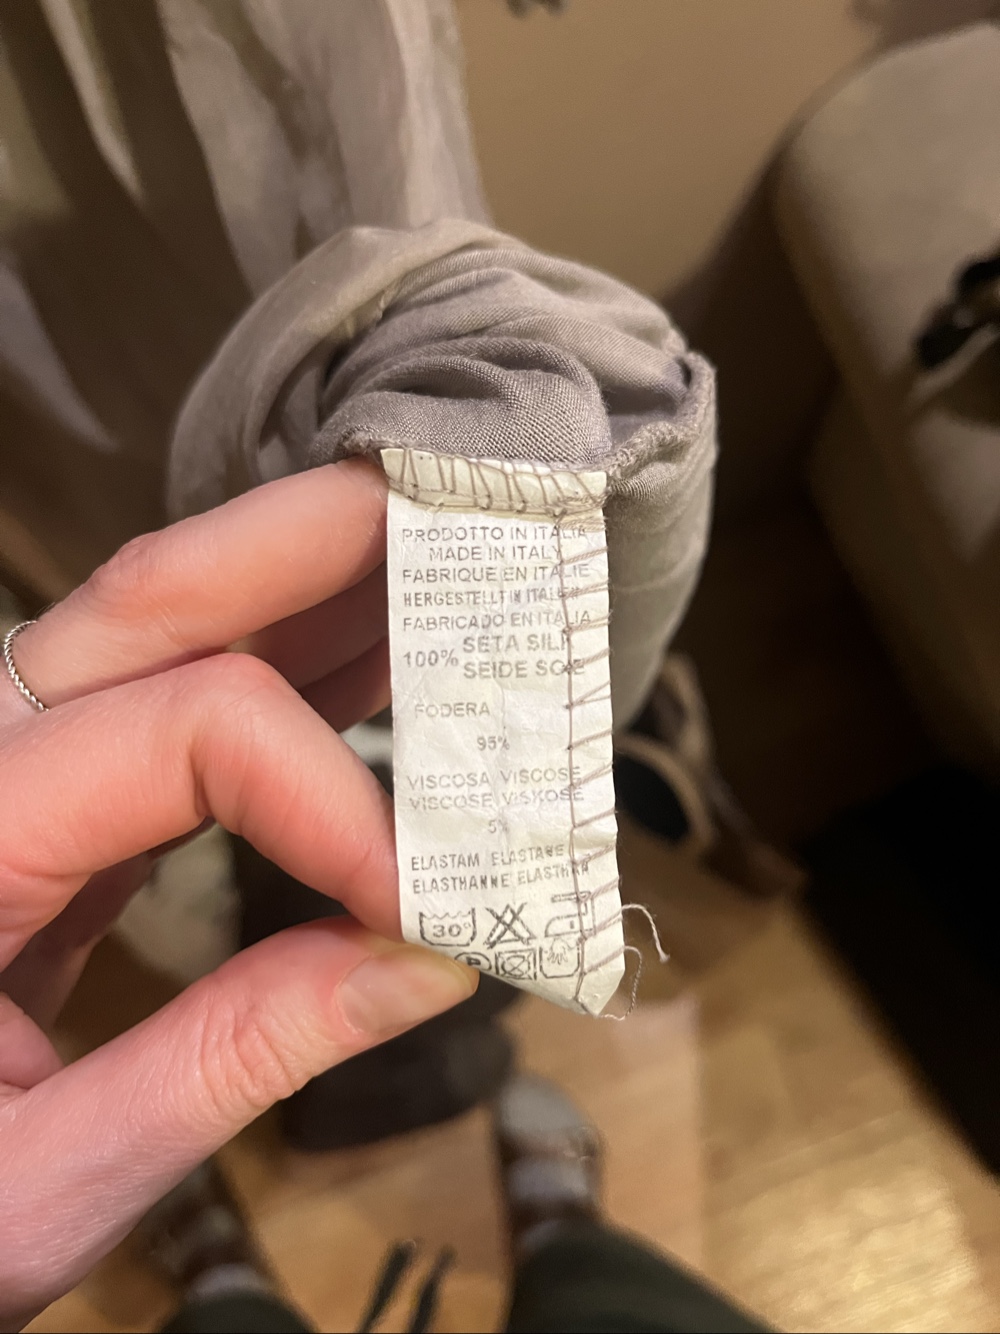 PRODOTTO IN ITALIA
MADE IN ITALY
FABRIQUE EN ITALIE
HERGESTELLT IN ITALIEN
FABRICADO EN ITALIA
100% SETA SILK
SEIDE SOIE
FODERA
95%
VISCOSA VISCOSE
VISCOSE VISKOSE
5%
ELASTAM ELASTANE
ELASTHANNE ELASTHAN
30°
P